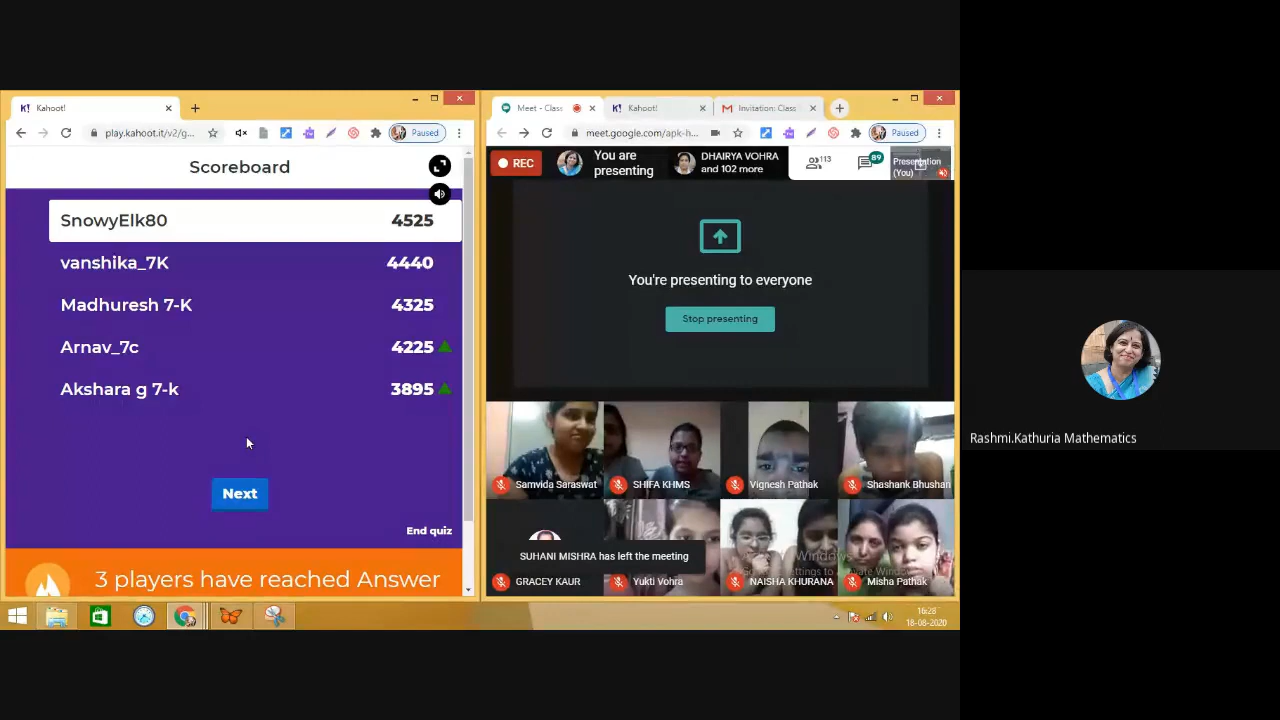 Kahoot!
play.kahoot.it/v2/g...
Paused
Scoreboard
SnowyElk80 4525
vanshika_7K 4440
Madhuresh 7-K 4325
Arnav_7c 4225
Akshara g 7-k 3895
Next
End quiz
3 players have reached Answer
Meet - Class
Kahoot!
Invitation: Class
meet.google.com/apk-h...
Paused
REC
You are
presenting
DHAIRYA VOHRA
and 102 more
113
89
Presentation
(You)
You're presenting to everyone
Stop presenting
Samvida Saraswat
SHIFA KHMS
Vignesh Pathak
Shashank Bhushan
SUHANI MISHRA has left the meeting
GRACEY KAUR
Yukti Vohra
NAISHA KHURANA
Misha Pathak
16:28
18-08-2020
Rashmi.Kathuria Mathematics